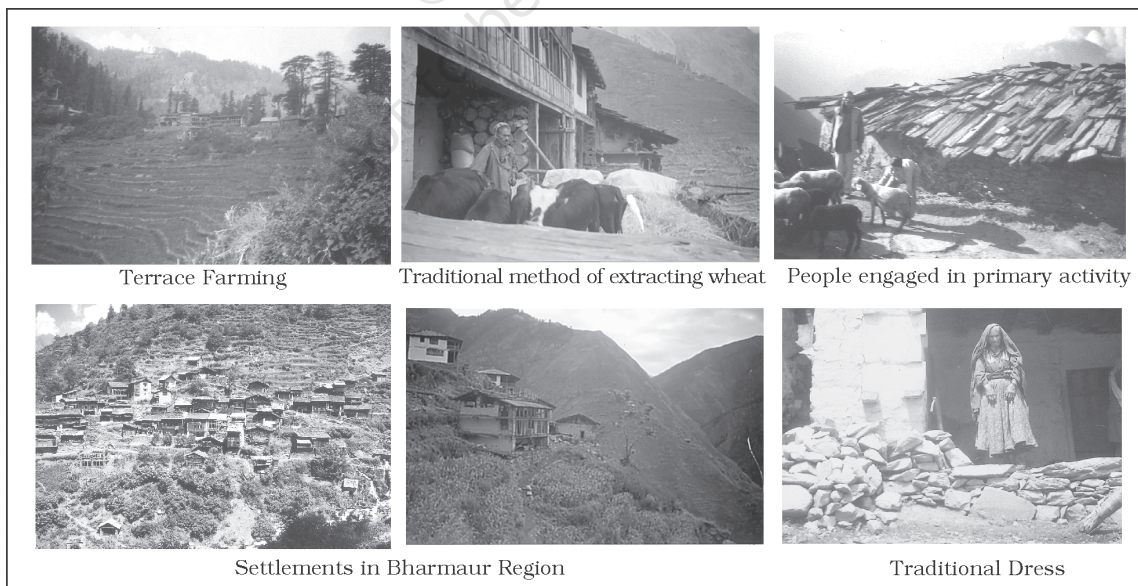 Terrace Farming
Traditional method of extracting wheat
People engaged in primary activity
Settlements in Bharmaur Region
Traditional Dress